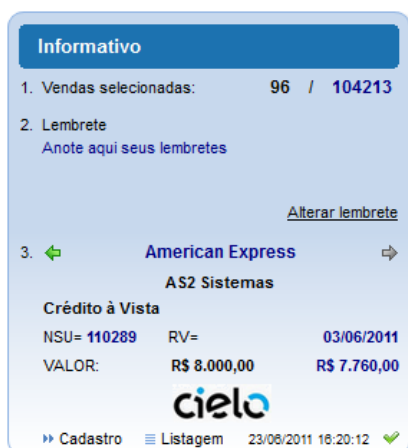 Informativo
1. Vendas selecionadas: 96 / 104213
2. Lembrete
Anote aqui seus lembretes
Alterar lembrete
3. American Express
AS2 Sistemas
Crédito à Vista
NSU= 110289 RV= 03/06/2011
VALOR: R$ 8.000,00 R$ 7.760,00
cielo
Cadastro Listagem 23/06/2011 16:20:12